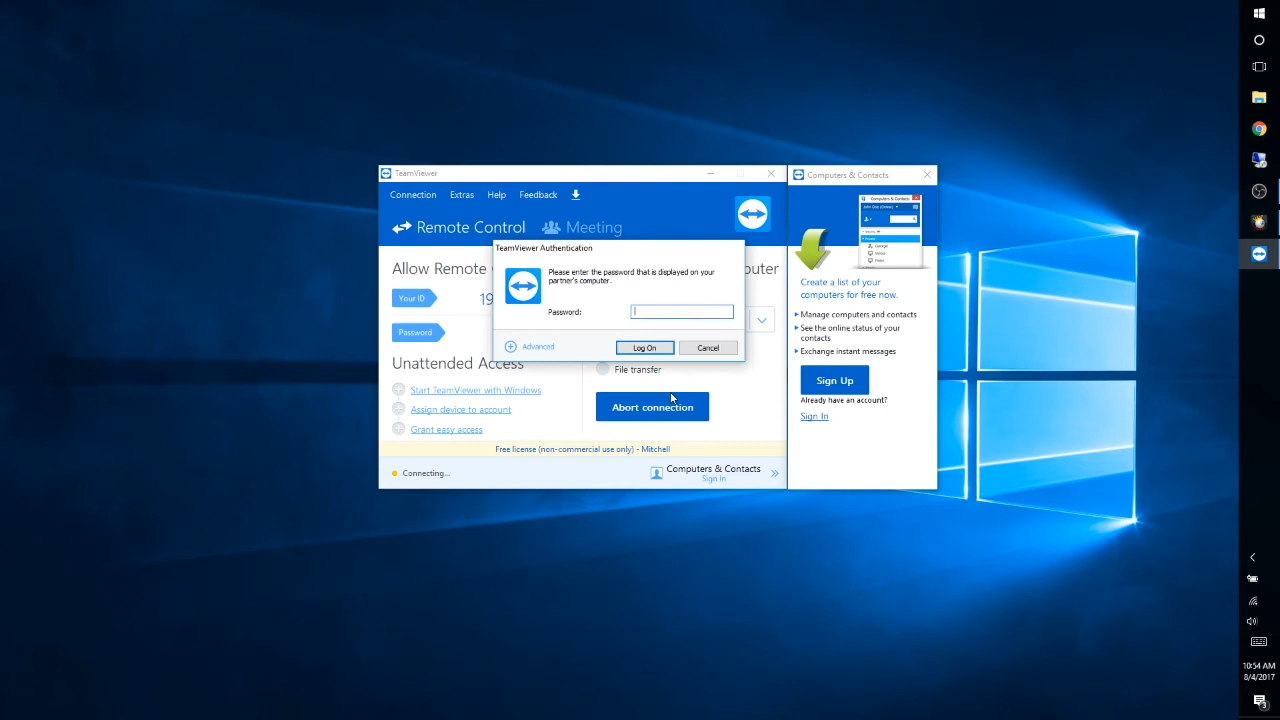 TeamViewer
Connection Extras Help Feedback
Remote Control Meeting
TeamViewer Authentication
Please enter the password that is displayed on your
partner's computer.
Password:
Advanced
Log On
Cancel
Allow Remote
Your ID 19
Password
Unattended Access
Start TeamViewer with Windows
Assign device to account
Grant easy access
File transfer
Abort connection
Free license (non-commercial use only) - Mitchell
Connecting...
Computers & Contacts
Sign In
Computers & Contacts
Create a list of your
computers for free now.
Manage computers and contacts
See the online status of your
contacts
Exchange instant messages
Sign Up
Already have an account?
Sign In
10:54 AM
8/4/2017